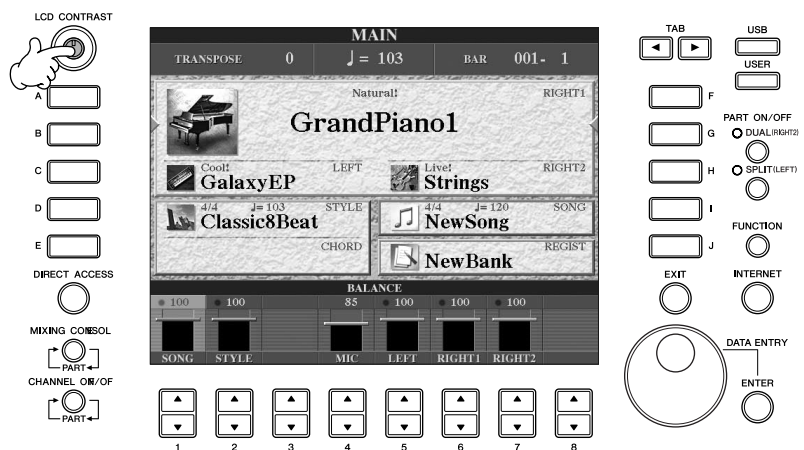 LCD CONTRAST
A
B
C
D
E
DIRECT ACCESS
MIXING CONSOL
PART
CHANNEL ON/OF
PART
MAIN
TRANSPOSE 0 ♩= 103 BAR 001- 1
Natural! RIGHT1
GrandPiano1
Cool! LEFT
GalaxyEP
Live! RIGHT2
Strings
4/4 ♩=103 STYLE
Classic8Beat
CHORD
4/4 ♩=120 SONG
NewSong
REGIST
NewBank
BALANCE
100 100 85 100 100 100
SONG STYLE MIC LEFT RIGHT1 RIGHT2
1 2 3 4 5 6 7 8
TAB
USB
USER
F
G
H
I
J
PART ON/OFF
DUAL(RIGHT2)
SPLIT(LEFT)
FUNCTION
EXIT
INTERNET
DATA ENTRY
ENTER